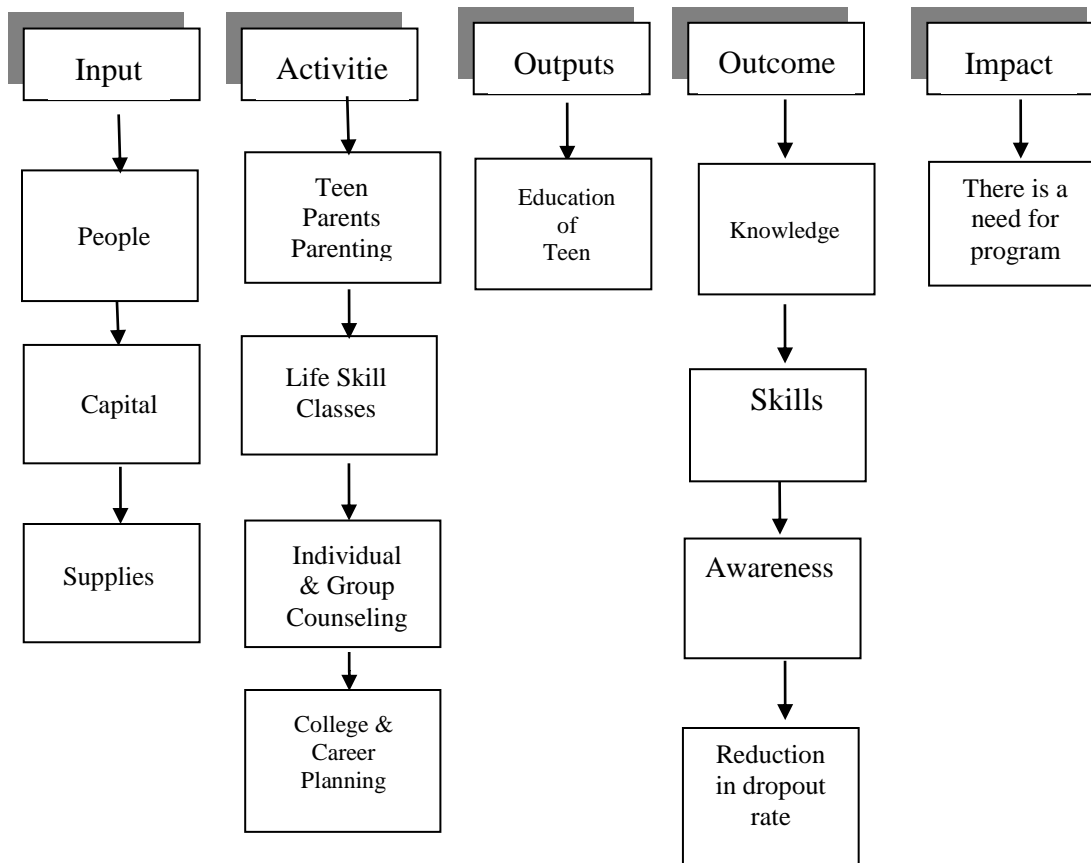 Input
Activitie
Outputs
Outcome
Impact
People
Capital
Supplies
Teen
Parents
Parenting
Life Skill
Classes
Individual
& Group
Counseling
College &
Career
Planning
Education
of
Teen
Knowledge
Skills
Awareness
Reduction
in dropout
rate
There is a
need for
program